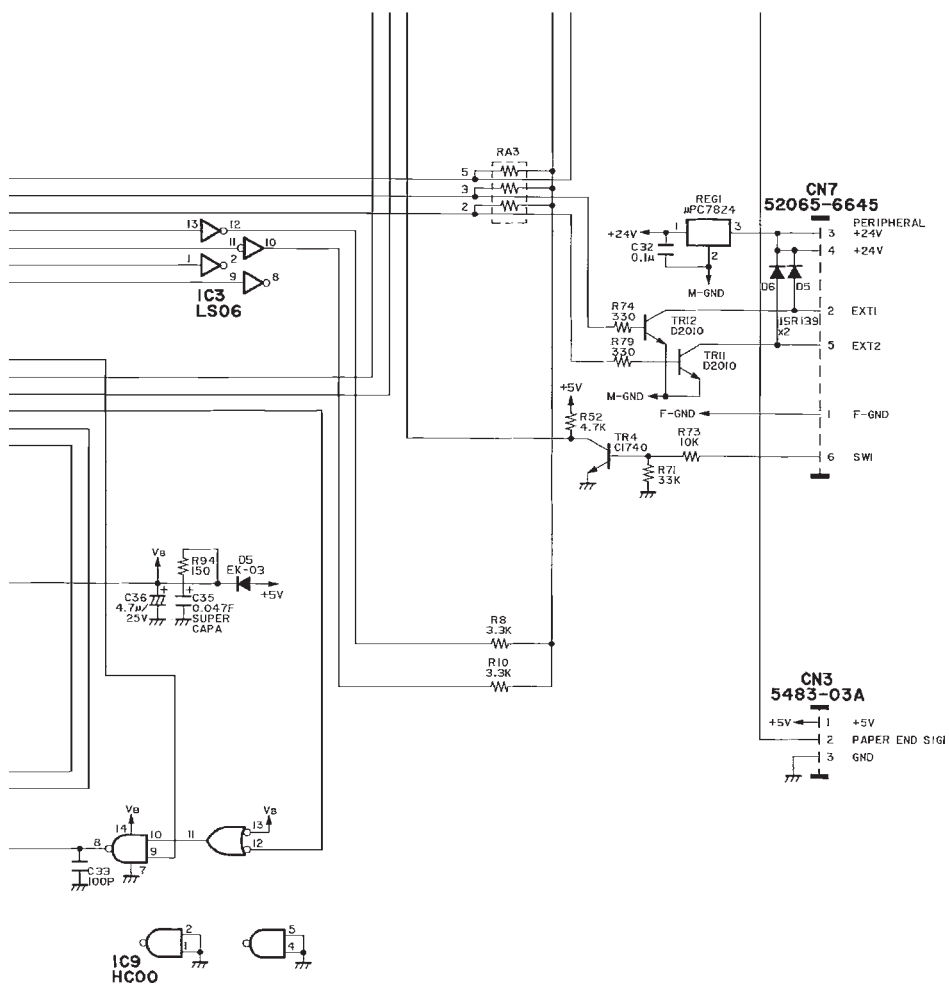 RA3
5
3
2
CN7
52065-6645
PERIPHERAL
REG1
µPC7824
1
3
2
+24V
C32
0.1µ
M-GND
3 +24V
4 +24V
D6
D5
1SR139
x2
2 EXT1
5 EXT2
13
12
11
10
1
2
9
8
IC3
LS06
R74
330
TR12
D2010
R79
330
TR11
D2010
M-GND
F-GND
1 F-GND
+5V
R52
4.7K
TR4
C1740
R73
10K
R71
33K
6 SW1
VB
R94
150
D5
EK-03
+5V
C36
4.7µ/
25V
+
+
C35
0.047F
SUPER
CAPA
R8
3.3K
R10
3.3K
CN3
5483-03A
+5V
1 +5V
2 PAPER END SIG
3 GND
VB
14
8
10
9
7
11
VB
13
12
C33
100P
2
1
5
4
IC9
HC00